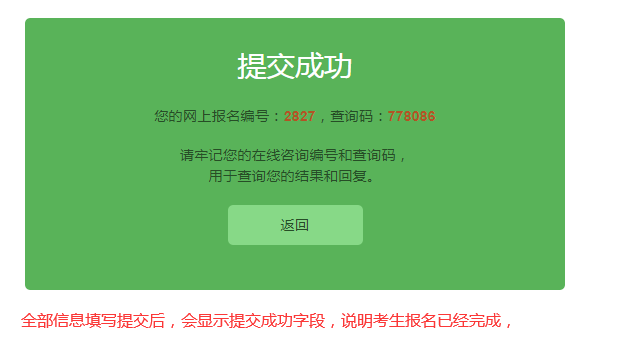 提交成功
您的网上报名编号：2827，查询码：778086
请牢记您的在线咨询编号和查询码，
用于查询您的结果和回复。
返回
全部信息填写提交后，会显示提交成功字段，说明考生报名已经完成，